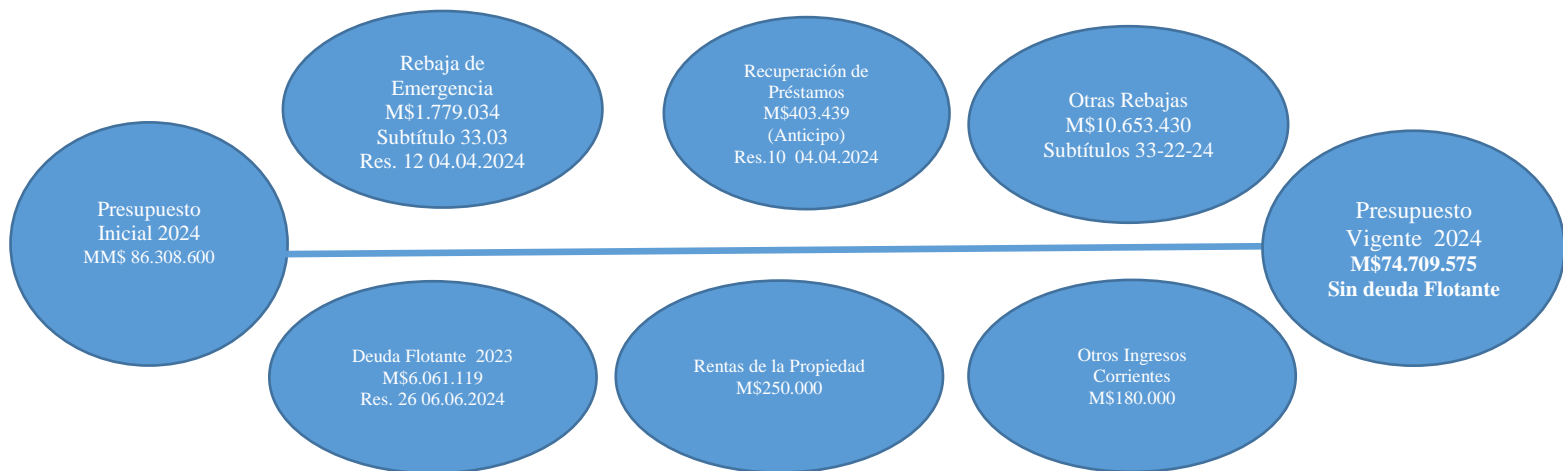 Presupuesto
Inicial 2024
MM$ 86.308.600
Rebaja de
Emergencia
M$1.779.034
Subtítulo 33.03
Res. 12 04.04.2024
Recuperación de
Préstamos
M$403.439
(Anticipo)
Res.10 04.04.2024
Otras Rebajas
M$10.653.430
Subtítulos 33-22-24
Presupuesto
Vigente 2024
M$74.709.575
Sin deuda Flotante
Deuda Flotante 2023
M$6.061.119
Res. 26 06.06.2024
Rentas de la Propiedad
M$250.000
Otros Ingresos
Corrientes
M$180.000